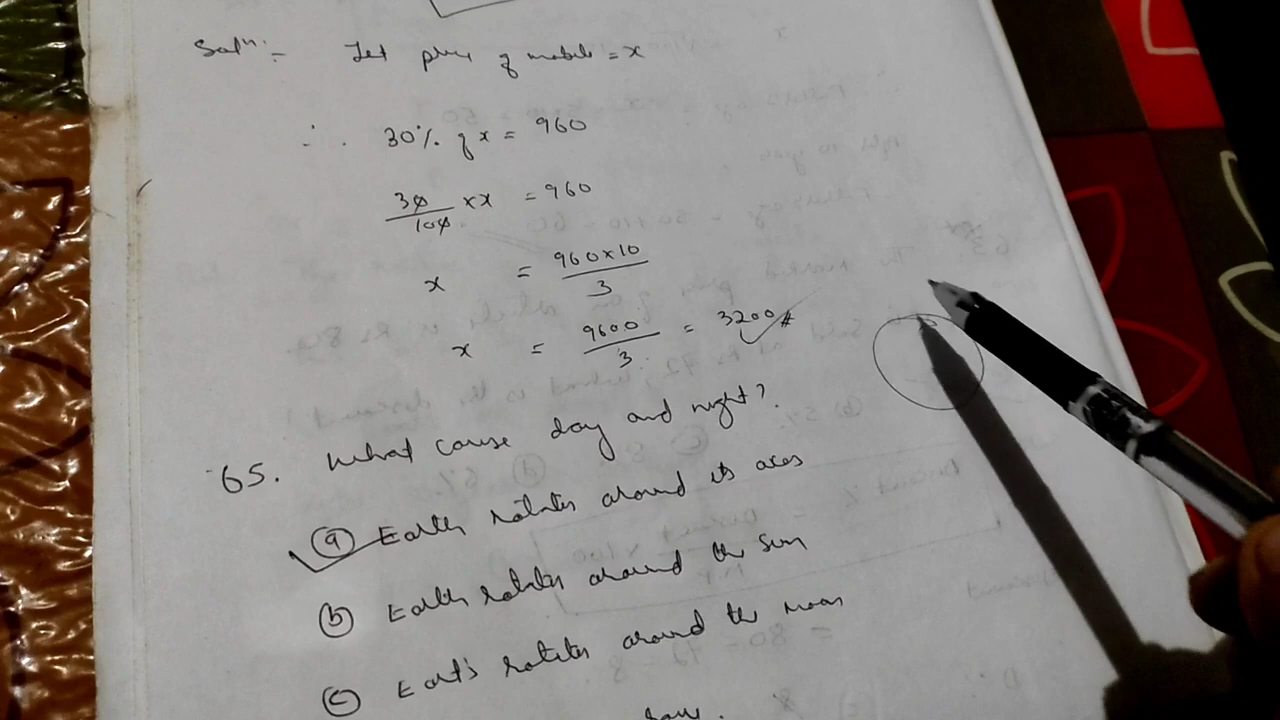 Solⁿ:- Let price of mobile = x
∴ 30% of x = 960
30/100 × x = 960
x = 960×10/3
x = 9600/3 = 3200
65. What cause day and night?
(a) Earth rotates around its axes
(b) Earth rotates around the Sun
(c) Earth's rotates around the moon